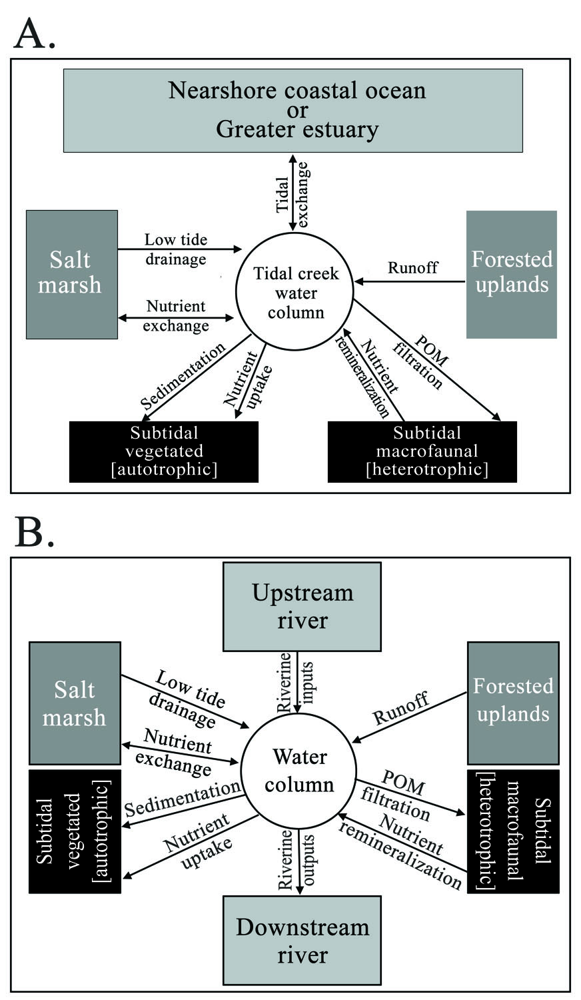 A.
Nearshore coastal ocean
or
Greater estuary
Tidal
exchange
Salt
marsh
Low tide
drainage
Nutrient
exchange
Tidal creek
water
column
Runoff
Forested
uplands
Sedimentation
Nutrient
uptake
Nutrient
remineralization
POM
filtration
Subtidal
vegetated
[autotrophic]
Subtidal
macrofaunal
[heterotrophic]
B.
Upstream
river
Riverine
inputs
Salt
marsh
Low tide
drainage
Nutrient
exchange
Water
column
Runoff
Forested
uplands
Subtidal
vegetated
[autotrophic]
Sedimentation
Nutrient
uptake
Riverine
outputs
POM
filtration
Nutrient
remineralization
Subtidal
macrofaunal
[heterotrophic]
Downstream
river